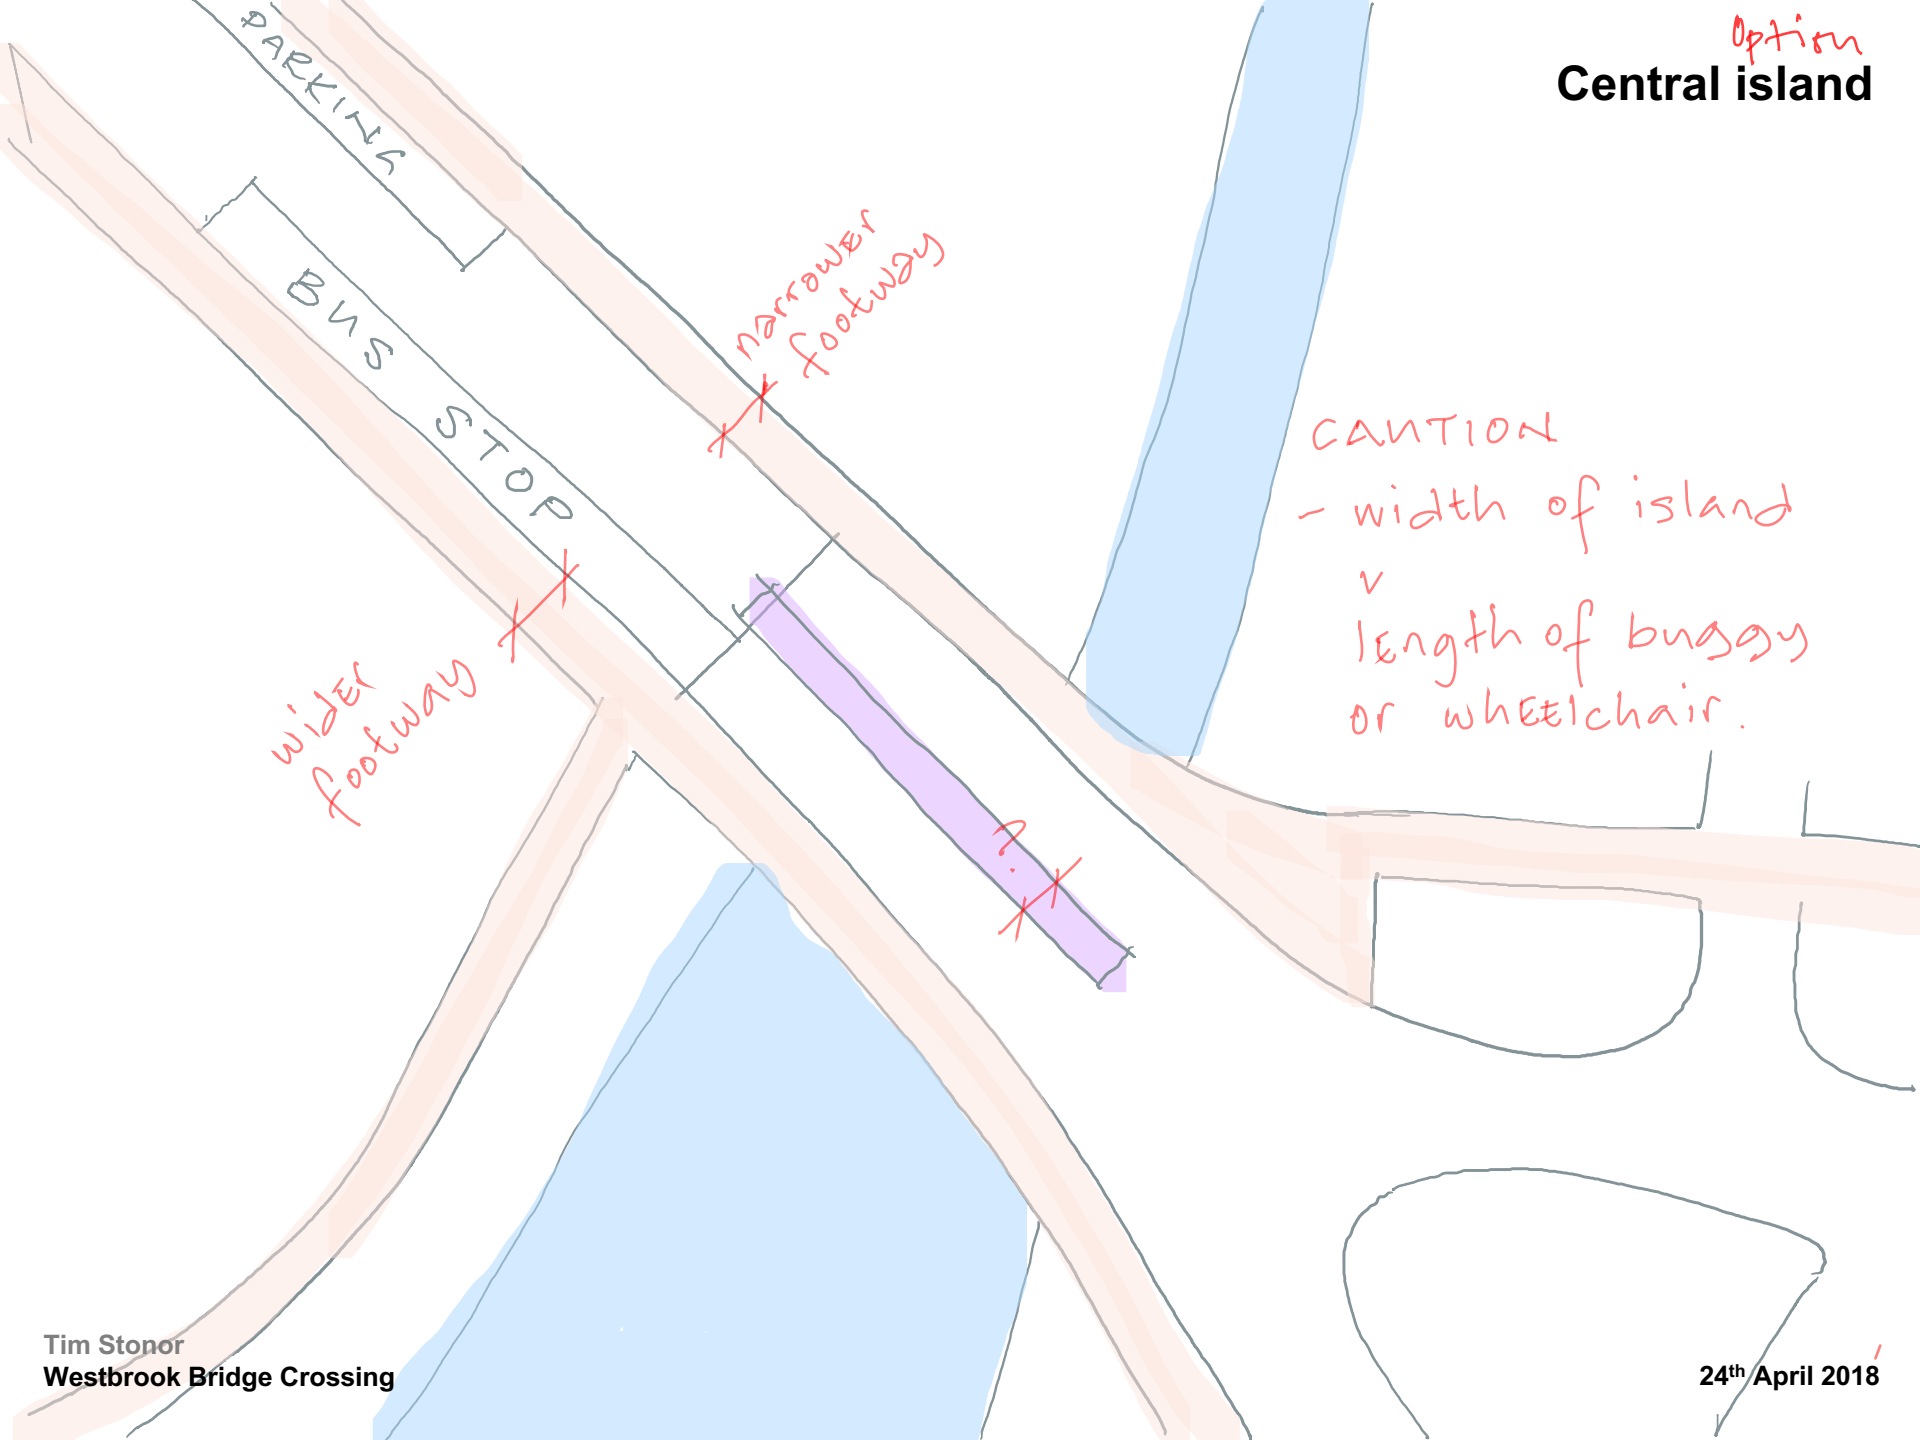 Option
Central island
PARKING
BUS STOP
narrower
footway
wider
footway
?
CAUTION
- width of island
v
length of buggy
or wheelchair.
Tim Stonor
Westbrook Bridge Crossing
24th April 2018